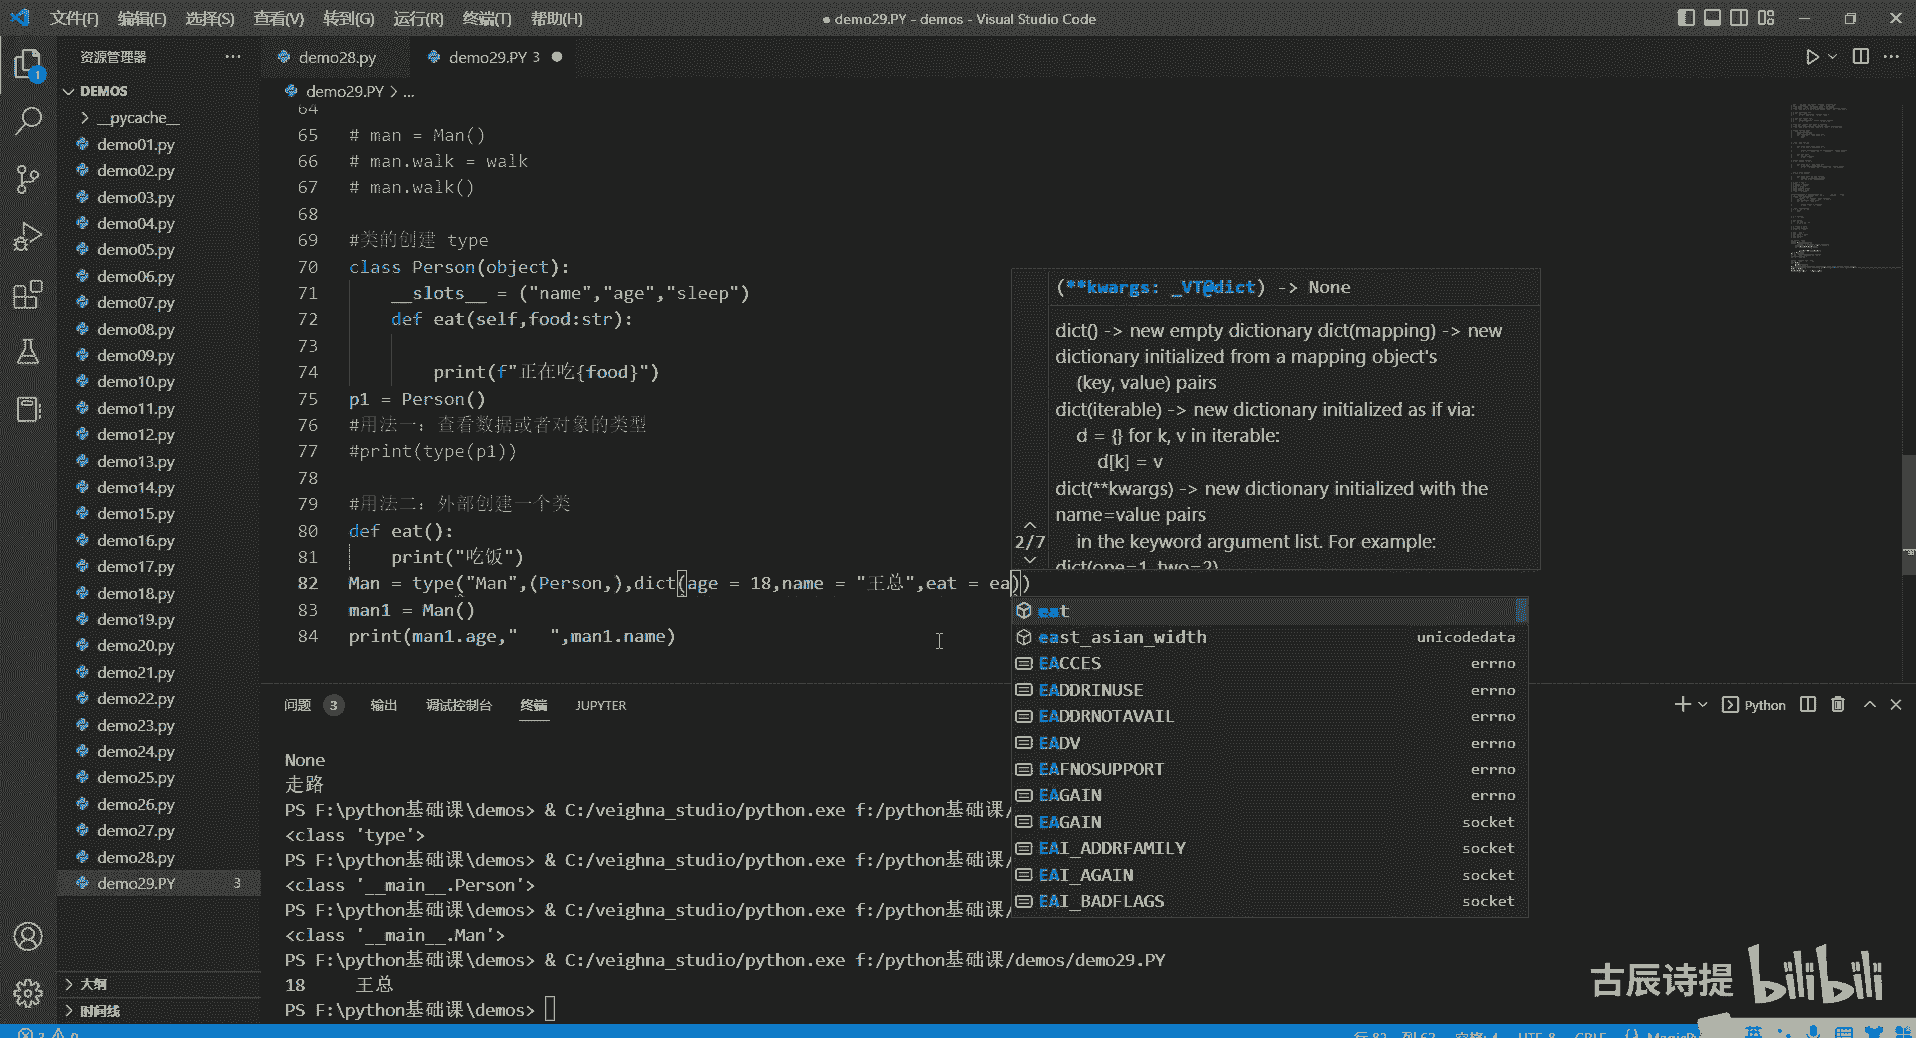 文件(F) 编辑(E) 选择(S) 查看(V) 转到(G) 运行(R) 终端(T) 帮助(H)
● demo29.PY - demos - Visual Studio Code
资源管理器 ···
DEMOS
__pycache__
demo01.py
demo02.py
demo03.py
demo04.py
demo05.py
demo06.py
demo07.py
demo08.py
demo09.py
demo10.py
demo11.py
demo12.py
demo13.py
demo14.py
demo15.py
demo16.py
demo17.py
demo18.py
demo19.py
demo20.py
demo21.py
demo22.py
demo23.py
demo24.py
demo25.py
demo26.py
demo27.py
demo28.py
demo29.PY 3
大纲
时间线
1
demo28.py
demo29.PY 3 ●
demo29.PY > ...
64
65 # man = Man()
66 # man.walk = walk
67 # man.walk()
68
69 #类的创建 type
70 class Person(object):
71 __slots__ = ("name","age","sleep")
72 def eat(self,food:str):
73
74 print(f"正在吃{food}")
75 p1 = Person()
76 #用法一：查看数据或者对象的类型
77 #print(type(p1))
78
79 #用法二：外部创建一个类
80 def eat():
81 print("吃饭")
82 Man = type("Man",(Person,),dict(age = 18,name = "王总",eat = ea))
83 man1 = Man()
84 print(man1.age,"   ",man1.name)
(**kwargs: _VT@dict) -> None
dict() -> new empty dictionary dict(mapping) -> new
dictionary initialized from a mapping object's
(key, value) pairs
dict(iterable) -> new dictionary initialized as if via:
d = {} for k, v in iterable:
d[k] = v
dict(**kwargs) -> new dictionary initialized with the
name=value pairs
in the keyword argument list. For example:
dict(one=1, two=2)
2/7
eat
east_asian_width unicodedata
EACCES errno
EADDRINUSE errno
EADDRNOTAVAIL errno
EADV errno
EAFNOSUPPORT errno
EAGAIN errno
EAGAIN socket
EAI_ADDRFAMILY socket
EAI_AGAIN socket
EAI_BADFLAGS socket
问题 3 输出 调试控制台 终端 JUPYTER
Python
None
走路
PS F:\python基础课\demos> & C:/veighna_studio/python.exe f:/python基础课/
<class 'type'>
PS F:\python基础课\demos> & C:/veighna_studio/python.exe f:/python基础课/
<class '__main__.Person'>
PS F:\python基础课\demos> & C:/veighna_studio/python.exe f:/python基础课/
<class '__main__.Man'>
PS F:\python基础课\demos> & C:/veighna_studio/python.exe f:/python基础课/demos/demo29.PY
18 王总
PS F:\python基础课\demos>
古辰诗提 bilibili